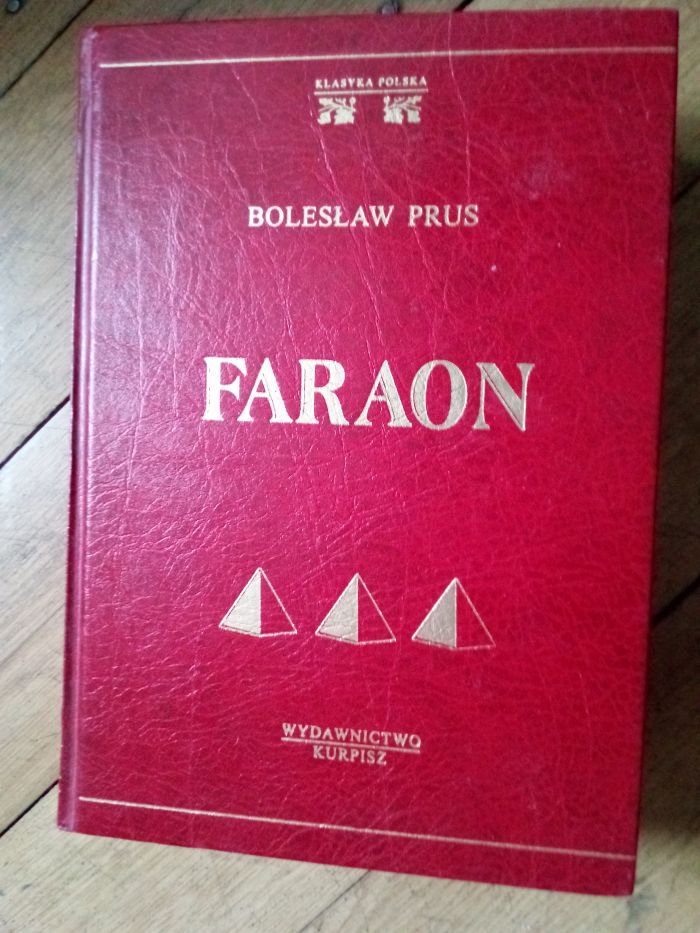 KLASYKA POLSKA
BOLESŁAW PRUS
FARAON
WYDAWNICTWO
KURPISZ